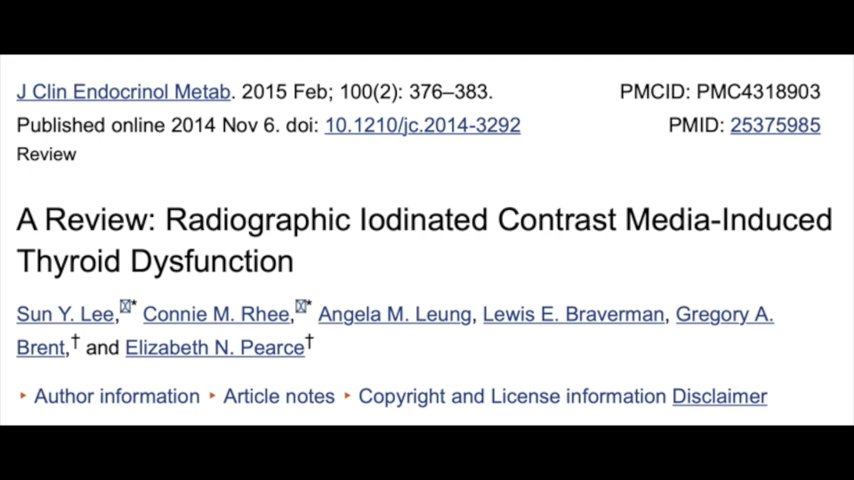 J Clin Endocrinol Metab. 2015 Feb; 100(2): 376–383. PMCID: PMC4318903
Published online 2014 Nov 6. doi: 10.1210/jc.2014-3292 PMID: 25375985
Review
A Review: Radiographic Iodinated Contrast Media-Induced
Thyroid Dysfunction
Sun Y. Lee,* Connie M. Rhee,* Angela M. Leung, Lewis E. Braverman, Gregory A.
Brent,† and Elizabeth N. Pearce†
▸ Author information ▸ Article notes ▸ Copyright and License information Disclaimer